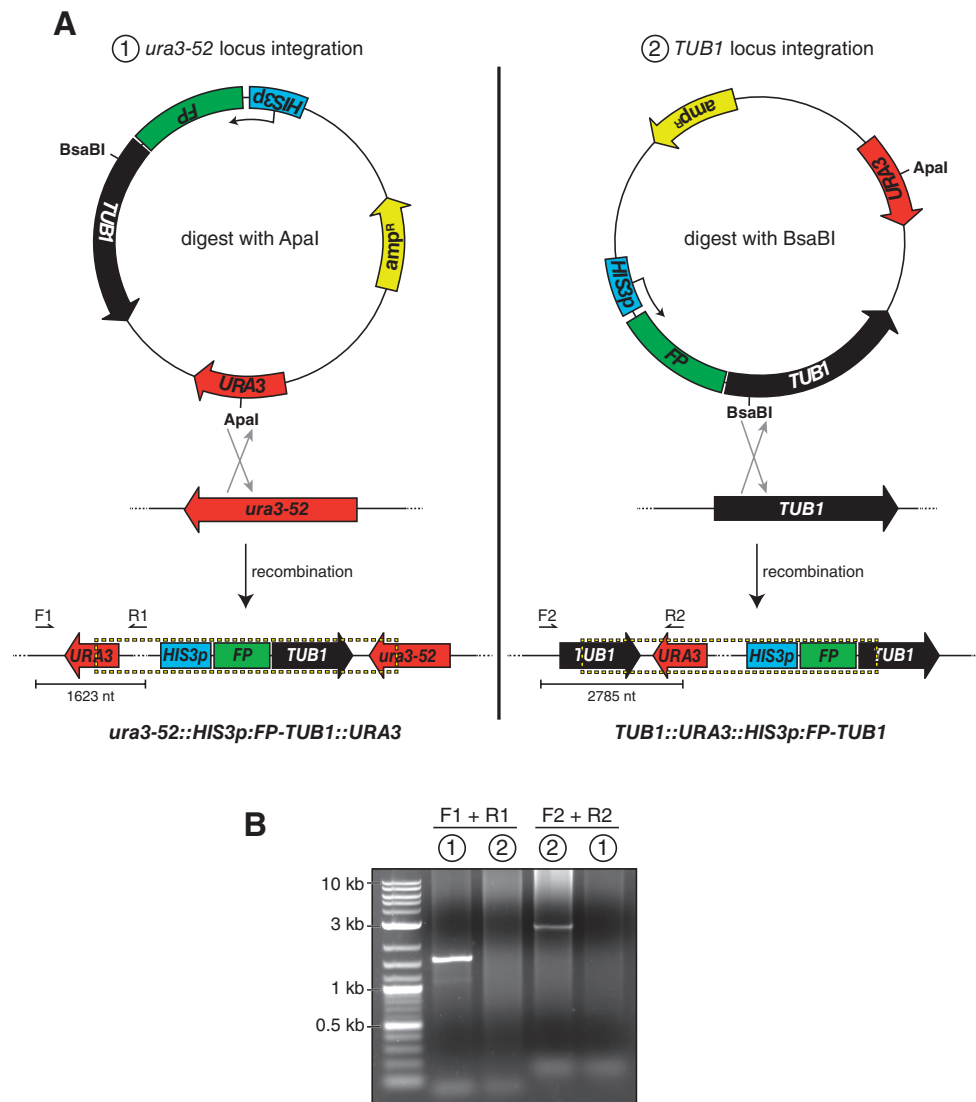 A
1 ura3-52 locus integration
HIS3p
FP
BsaBI
TUB1
digest with ApaI
ampR
URA3
ApaI
ura3-52
recombination
F1
R1
URA3
HIS3p
FP
TUB1
ura3-52
1623 nt
ura3-52::HIS3p:FP-TUB1::URA3
2 TUB1 locus integration
ampR
URA3
ApaI
digest with BsaBI
HIS3p
FP
TUB1
BsaBI
TUB1
recombination
F2
R2
TUB1
URA3
HIS3p
FP
TUB1
2785 nt
TUB1::URA3::HIS3p:FP-TUB1
B
F1 + R1
F2 + R2
1 2 2 1
10 kb
3 kb
1 kb
0.5 kb